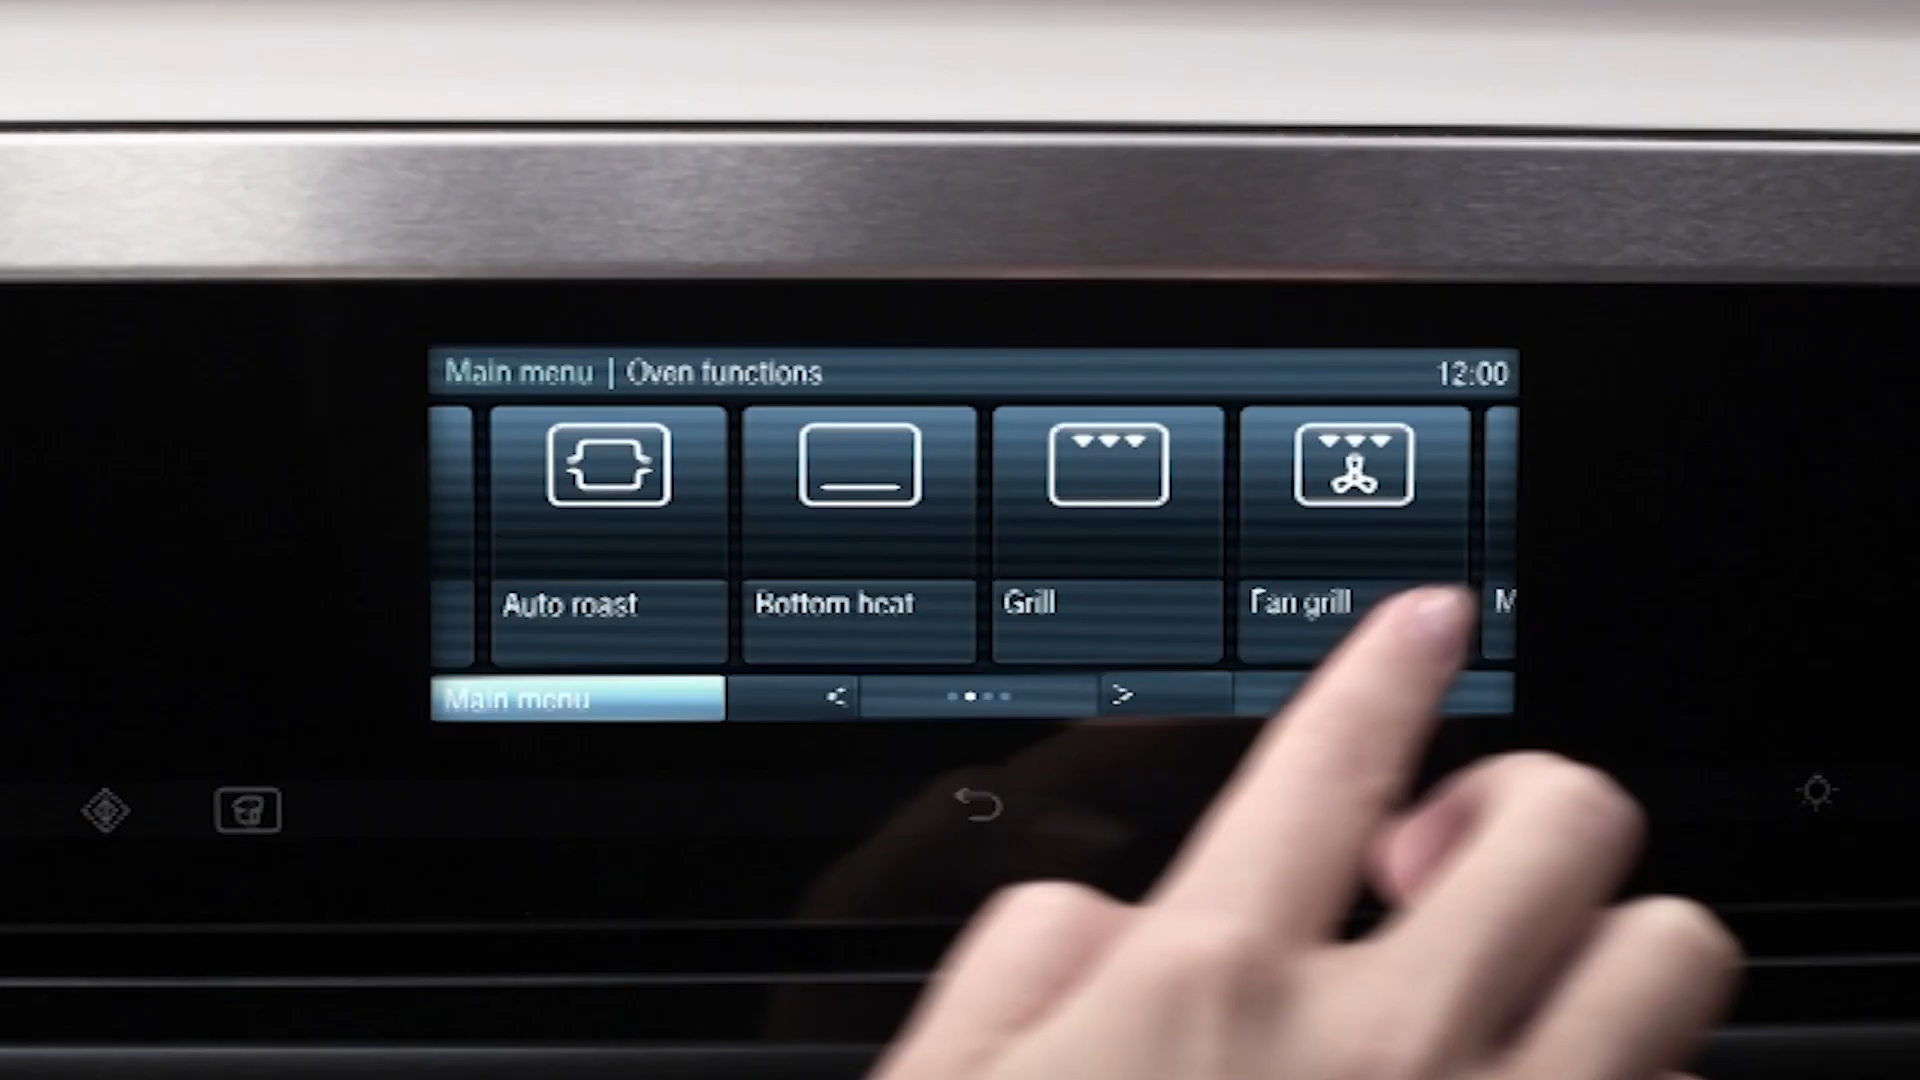 Main menu | Oven functions 12:00
Auto roast Bottom heat Grill Fan grill M
Main menu < >